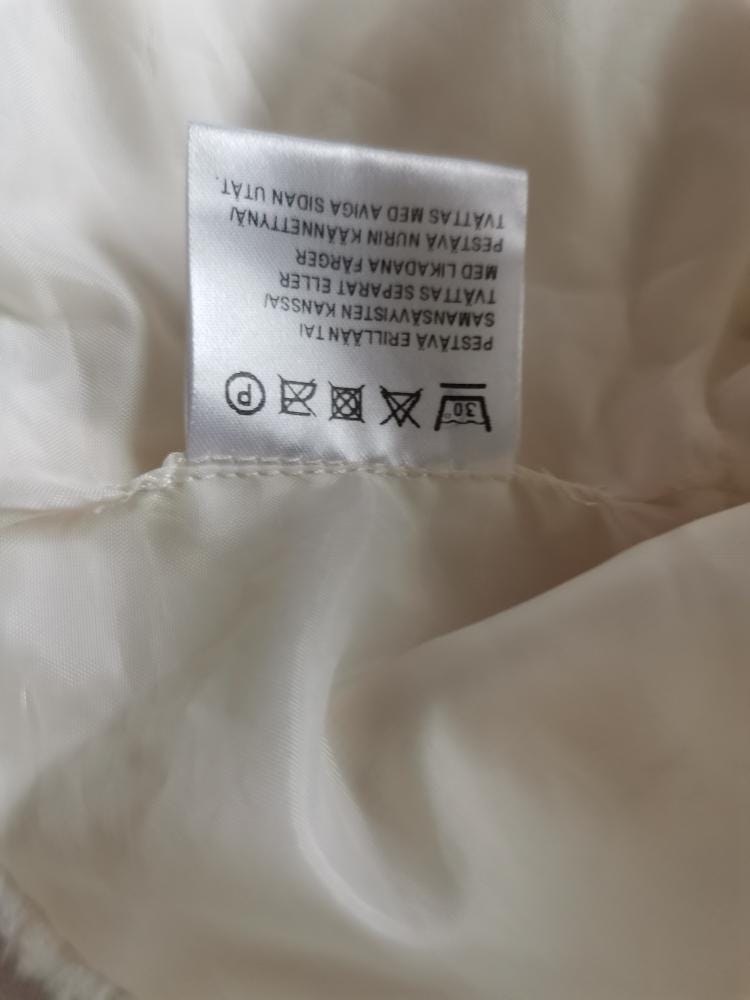 30°
P
PESTÄVÄ ERILLÄÄN TAI
SAMANSÄVYISTEN KANSSA/
TVÄTTAS SEPARAT ELLER
MED LIKADANA FÄRGER
PESTÄVÄ NURIN KÄÄNNETTYNÄ/
TVÄTTAS MED AVIGA SIDAN UTÅT.